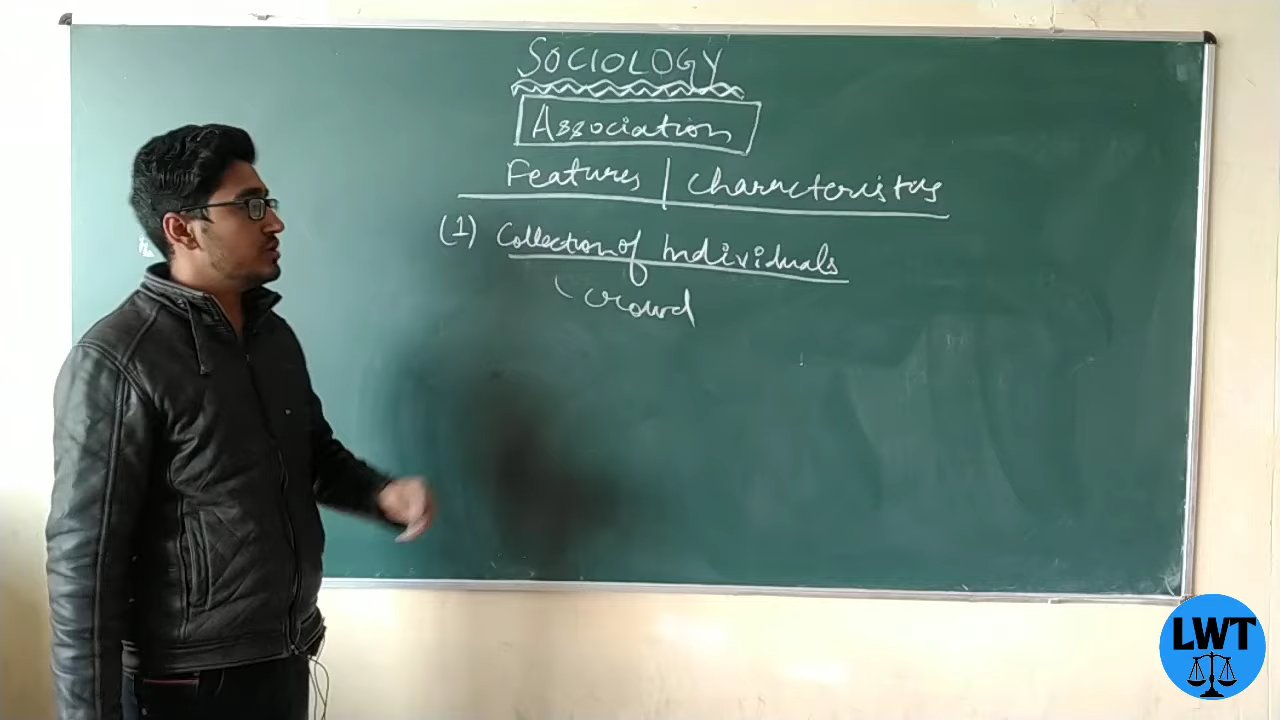 SOCIOLOGY
Association
Features | Characteristics
(1) Collection of Individuals
crowd
LWT